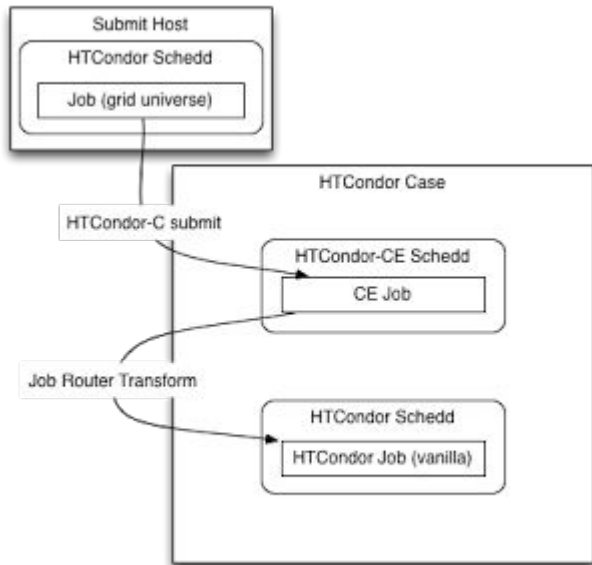 Submit Host
HTCondor Schedd
Job (grid universe)
HTCondor Case
HTCondor-C submit
HTCondor-CE Schedd
CE Job
Job Router Transform
HTCondor Schedd
HTCondor Job (vanilla)